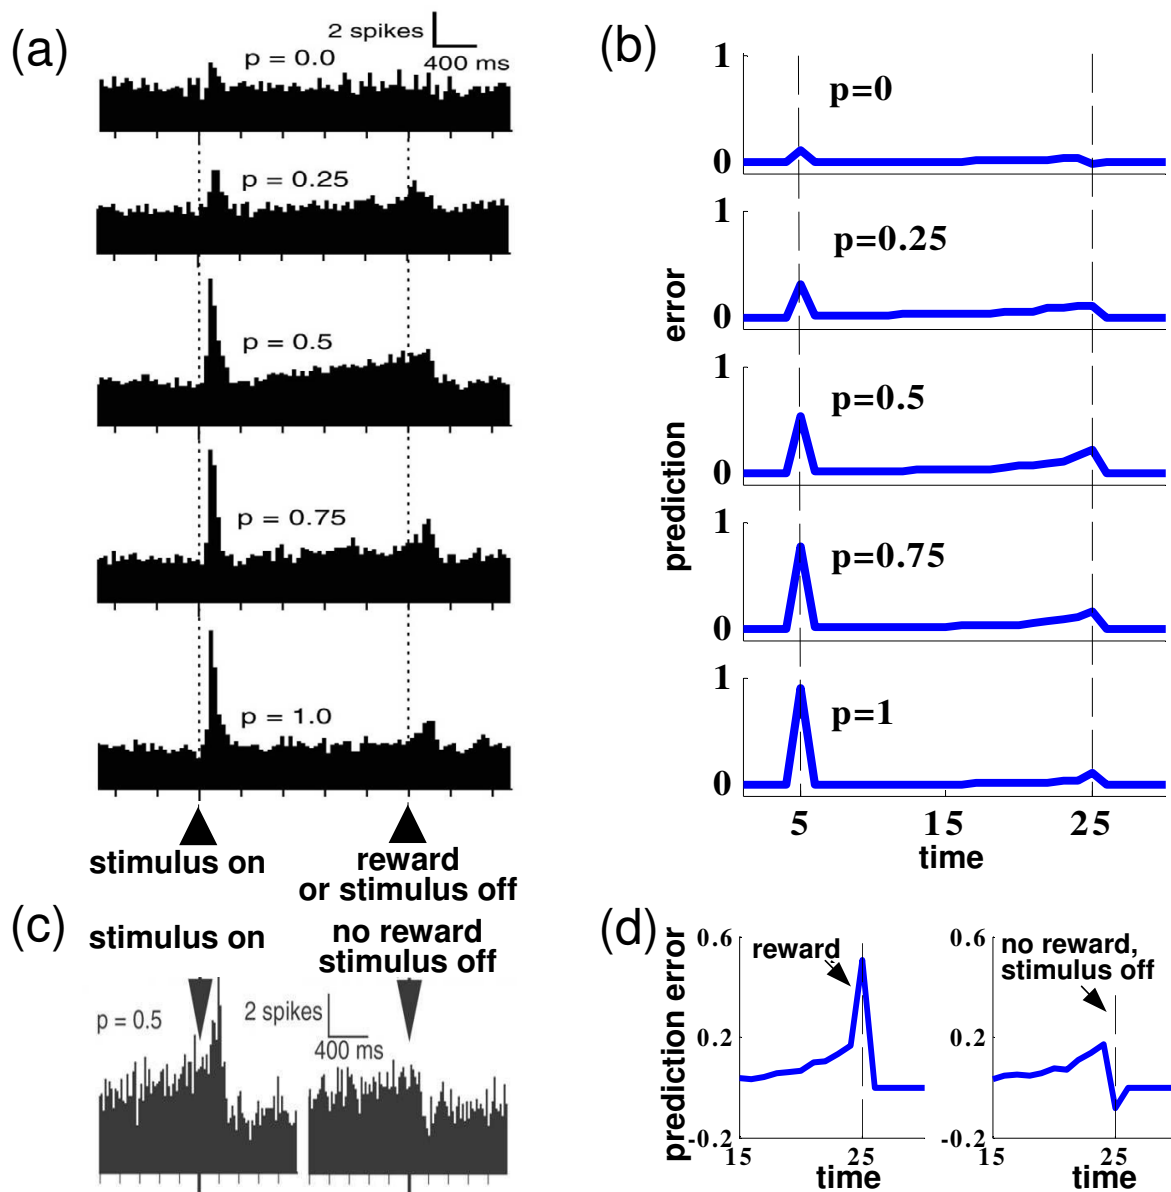 (a)
2 spikes
400 ms
p = 0.0
p = 0.25
p = 0.5
p = 0.75
p = 1.0
stimulus on
reward
or stimulus off
(b)
1
0
p=0
1
0
p=0.25
1
0
p=0.5
1
0
p=0.75
1
0
p=1
prediction error
5
15
25
time
(c)
stimulus on
no reward
stimulus off
p = 0.5
2 spikes
400 ms
(d)
prediction error
0.6
0.2
-0.2
reward
15
25
time
0.6
0.2
-0.2
no reward,
stimulus off
15
25
time